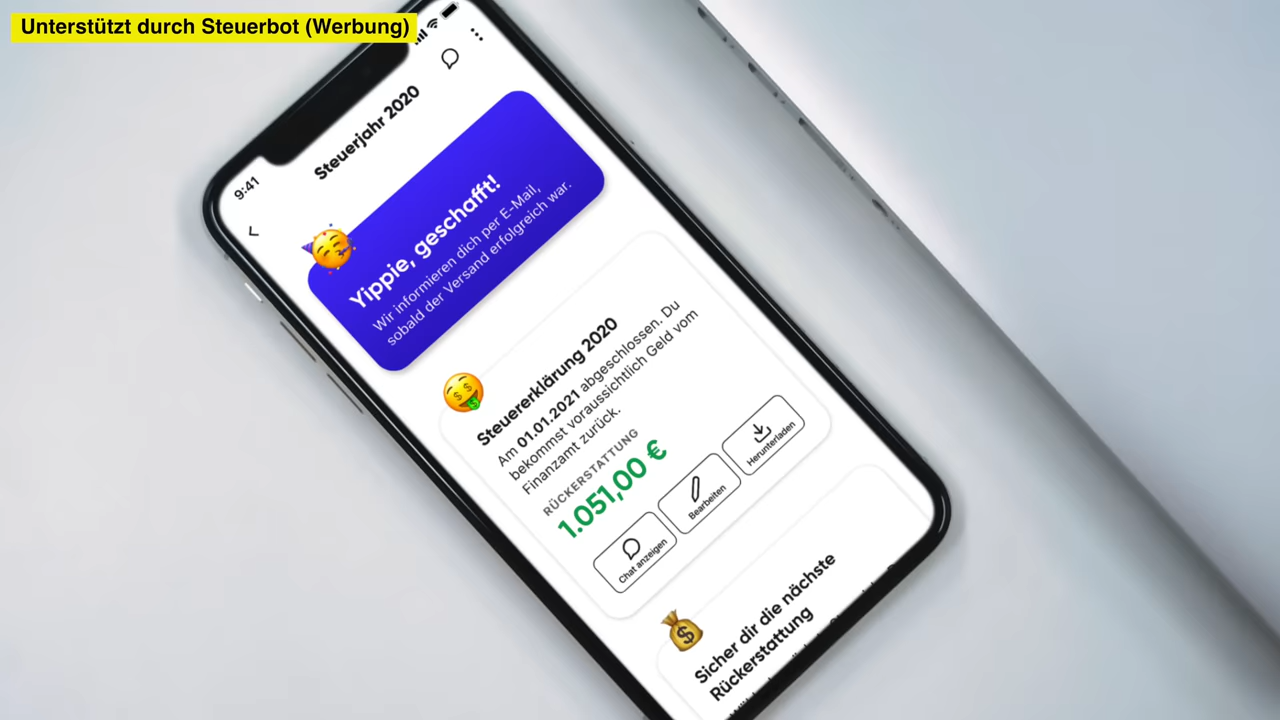 Unterstützt durch Steuerbot (Werbung)
9:41
Steuerjahr 2020
Yippie, geschafft!
Wir informieren dich per E-Mail,
sobald der Versand erfolgreich war.
Steuererklärung 2020
Am 01.01.2021 abgeschlossen. Du
bekommst voraussichtlich Geld vom
Finanzamt zurück.
RÜCKERSTATTUNG
1.051,00 €
Chat anzeigen
Bearbeiten
Herunterladen
Sicher dir die nächste
Rückerstattung